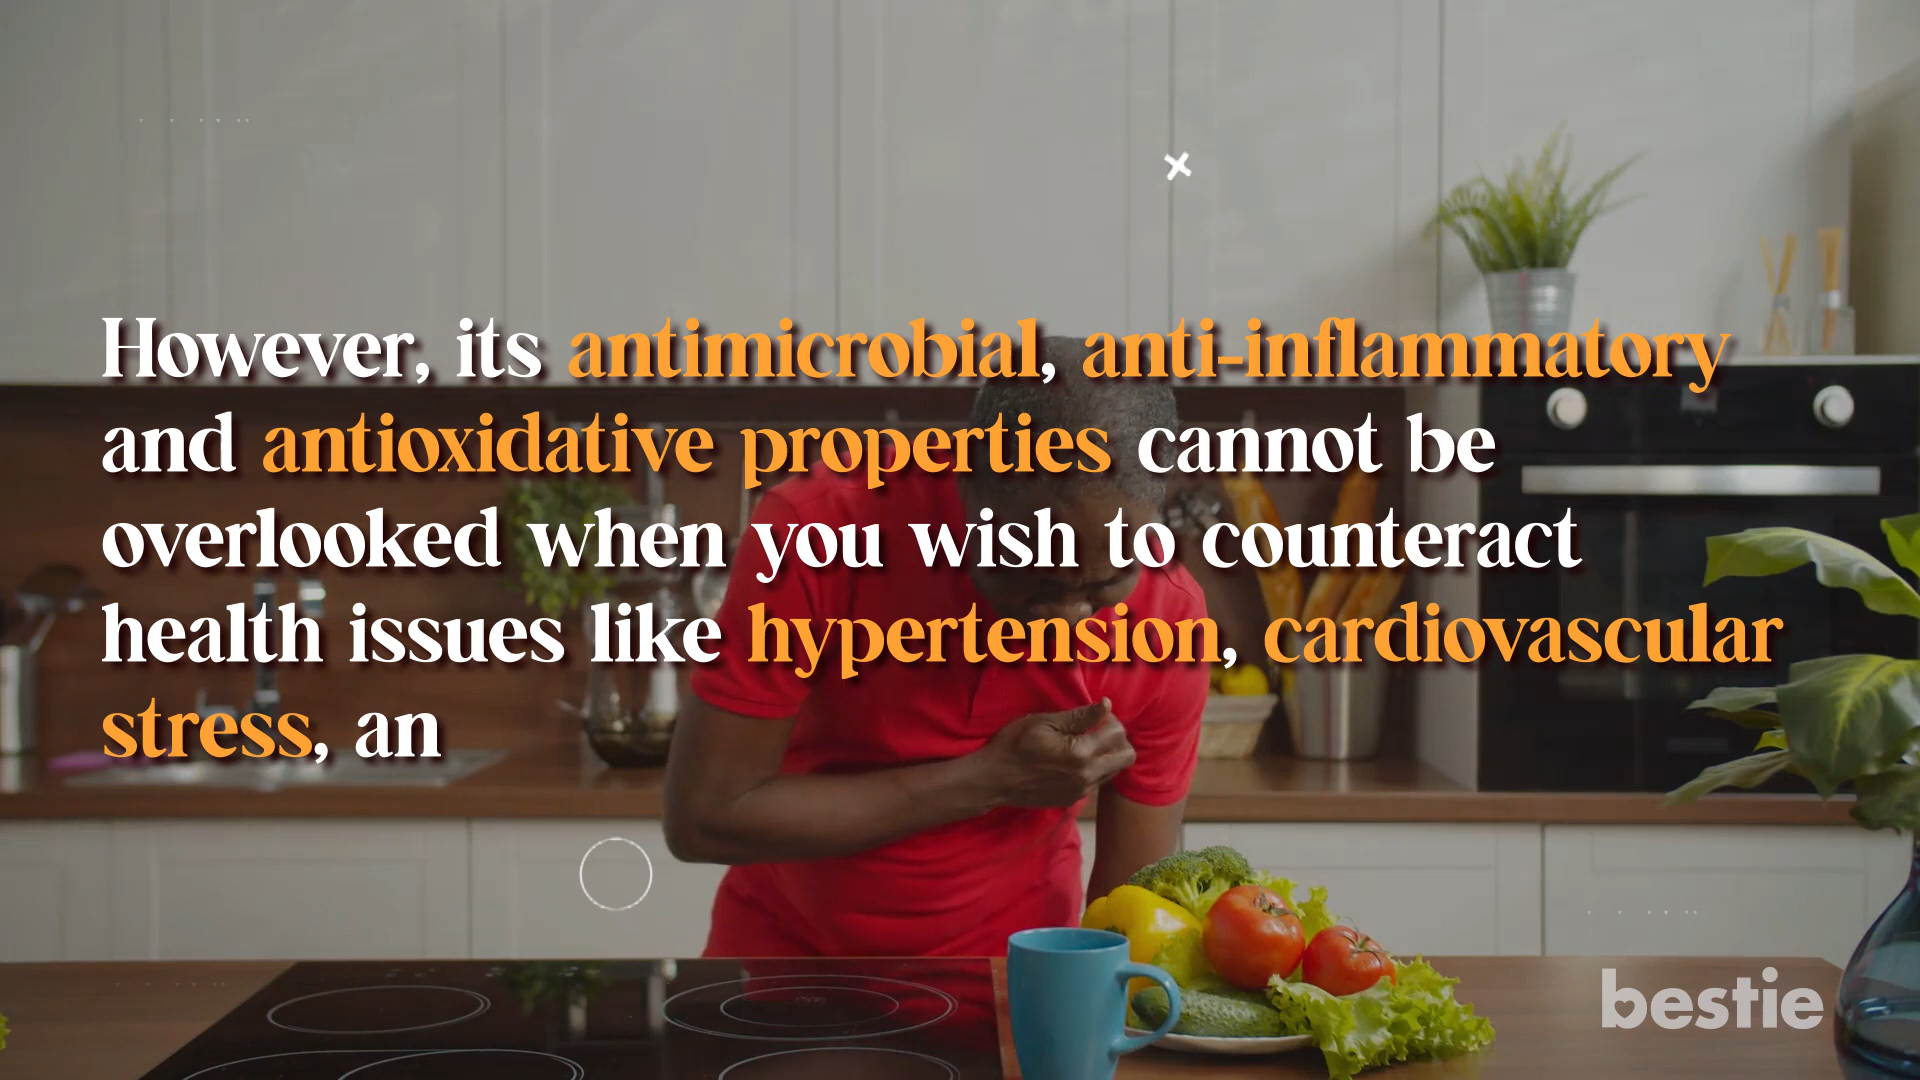 However, its antimicrobial, anti-inflammatory
and antioxidative properties cannot be
overlooked when you wish to counteract
health issues like hypertension, cardiovascular
stress, an
bestie